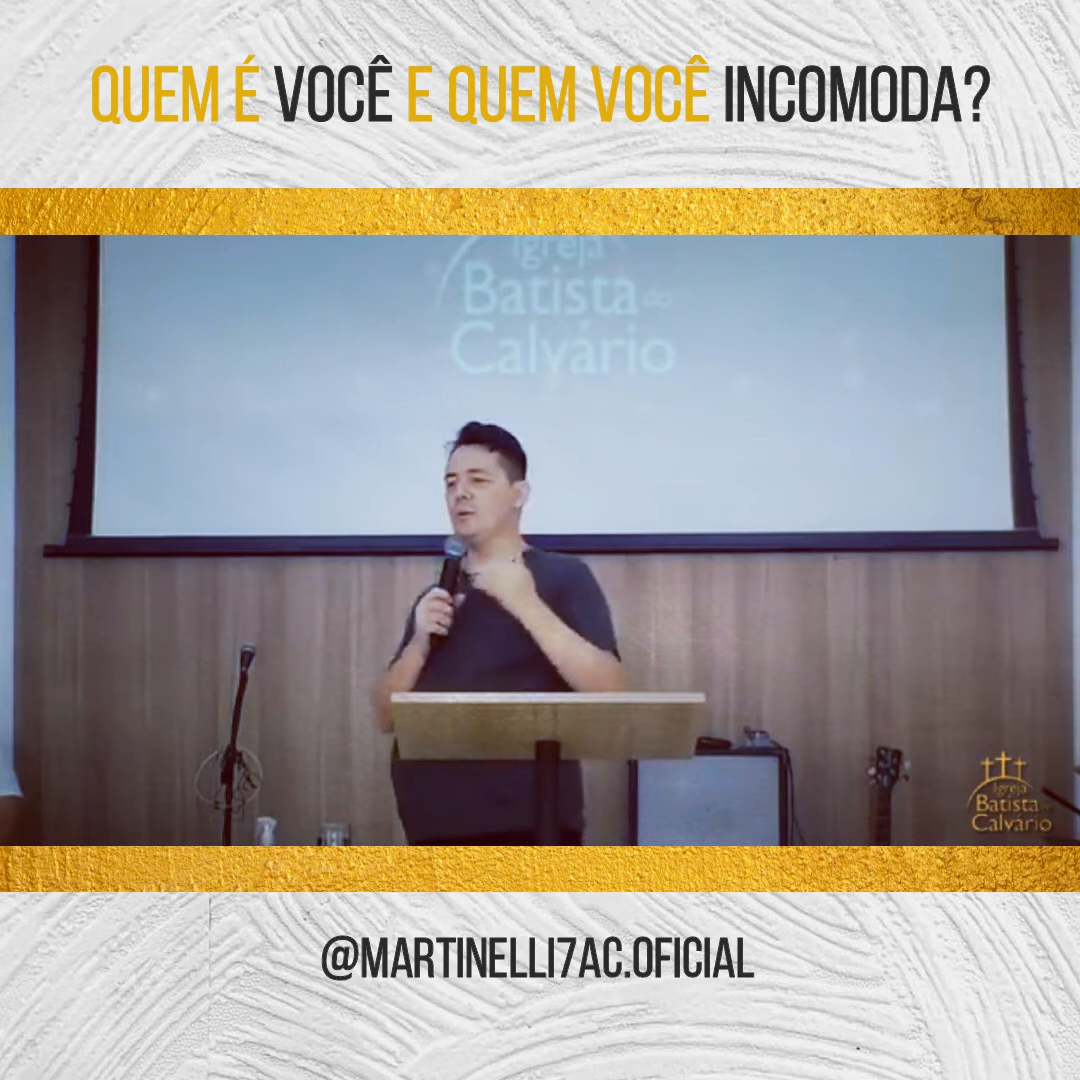 QUEM É VOCÊ E QUEM VOCÊ INCOMODA?
Igreja
Batista do
Calvário
Igreja
Batista do
Calvário
@MARTINELLI7AC.OFICIAL